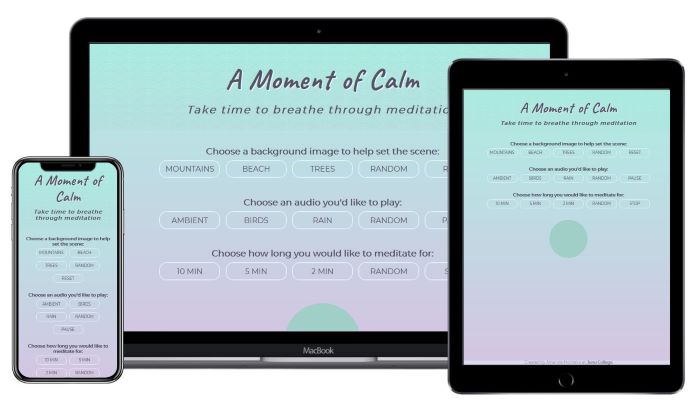 A Moment of Calm
Take time to breathe through meditatio
Choose a background image to help set the scene:
MOUNTAINS BEACH TREES RANDOM R
Choose an audio you'd like to play:
AMBIENT BIRDS RAIN RANDOM P
Choose how long you would like to meditate for:
10 MIN 5 MIN 2 MIN RANDOM S
MacBook
A Moment of Calm
Take time to breathe through meditation
Choose a background image to help set the scene:
MOUNTAINS BEACH TREES RANDOM RESET
Choose an audio you'd like to play:
AMBIENT BIRDS RAIN RANDOM PAUSE
Choose how long you would like to meditate for:
10 MIN 5 MIN 2 MIN RANDOM STOP
Created by Amanda at Juno College
A Moment of
Calm
Take time to breathe
through meditation
Choose a background image to help
set the scene:
MOUNTAINS BEACH
TREES RANDOM
RESET
Choose an audio you'd like to play:
AMBIENT BIRDS
RAIN RANDOM
PAUSE
Choose how long you would like to
meditate for:
10 MIN 5 MIN
2 MIN RANDOM